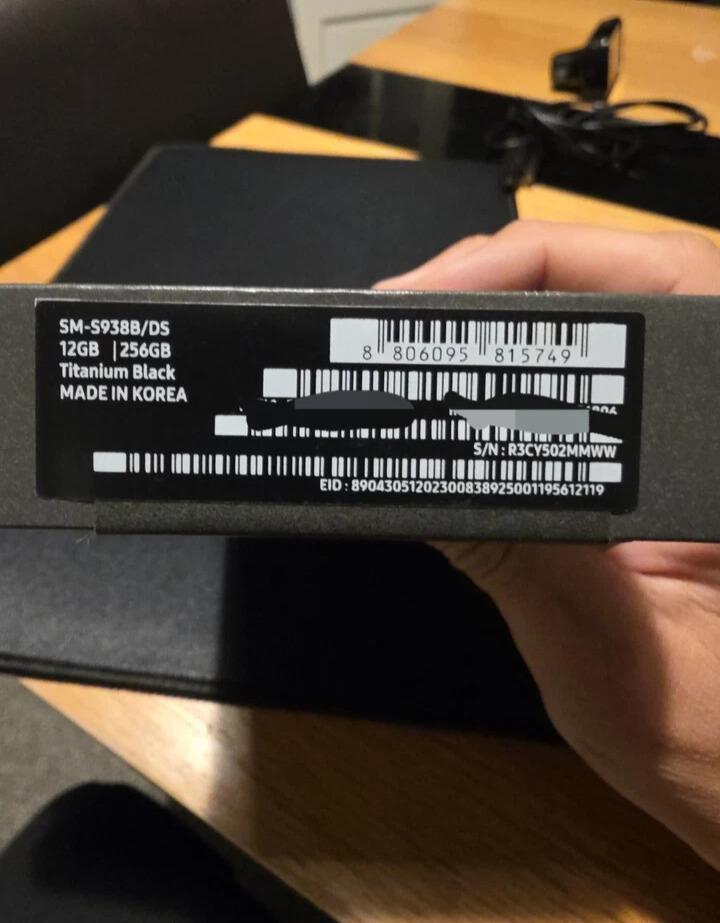 SM-S938B/DS
12GB | 256GB
Titanium Black
MADE IN KOREA
8 806095 815749
S/N : R3CY502MMWW
EID : 89043051202300838925001195612119